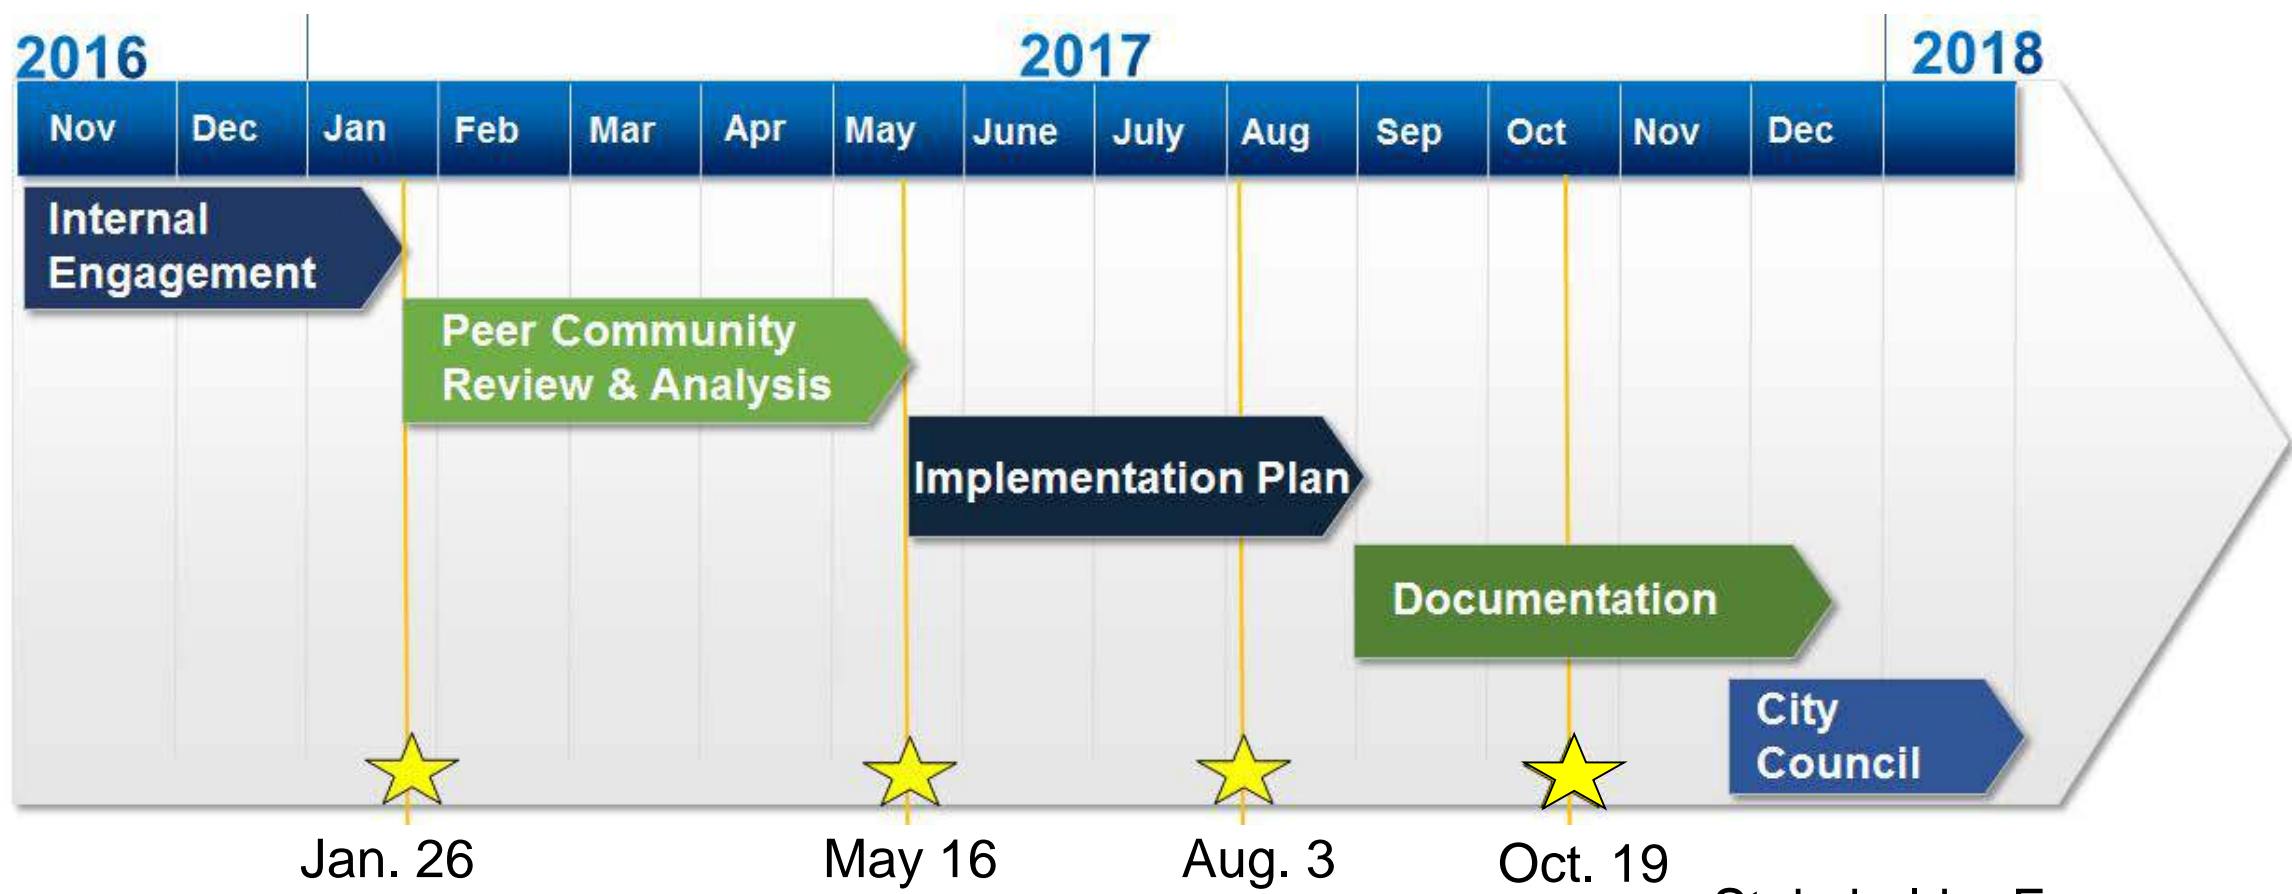 2016 2017 2018
Nov Dec Jan Feb Mar Apr May June July Aug Sep Oct Nov Dec
Internal
Engagement
Peer Community
Review & Analysis
Implementation Plan
Documentation
City
Council
Jan. 26 May 16 Aug. 3 Oct. 19